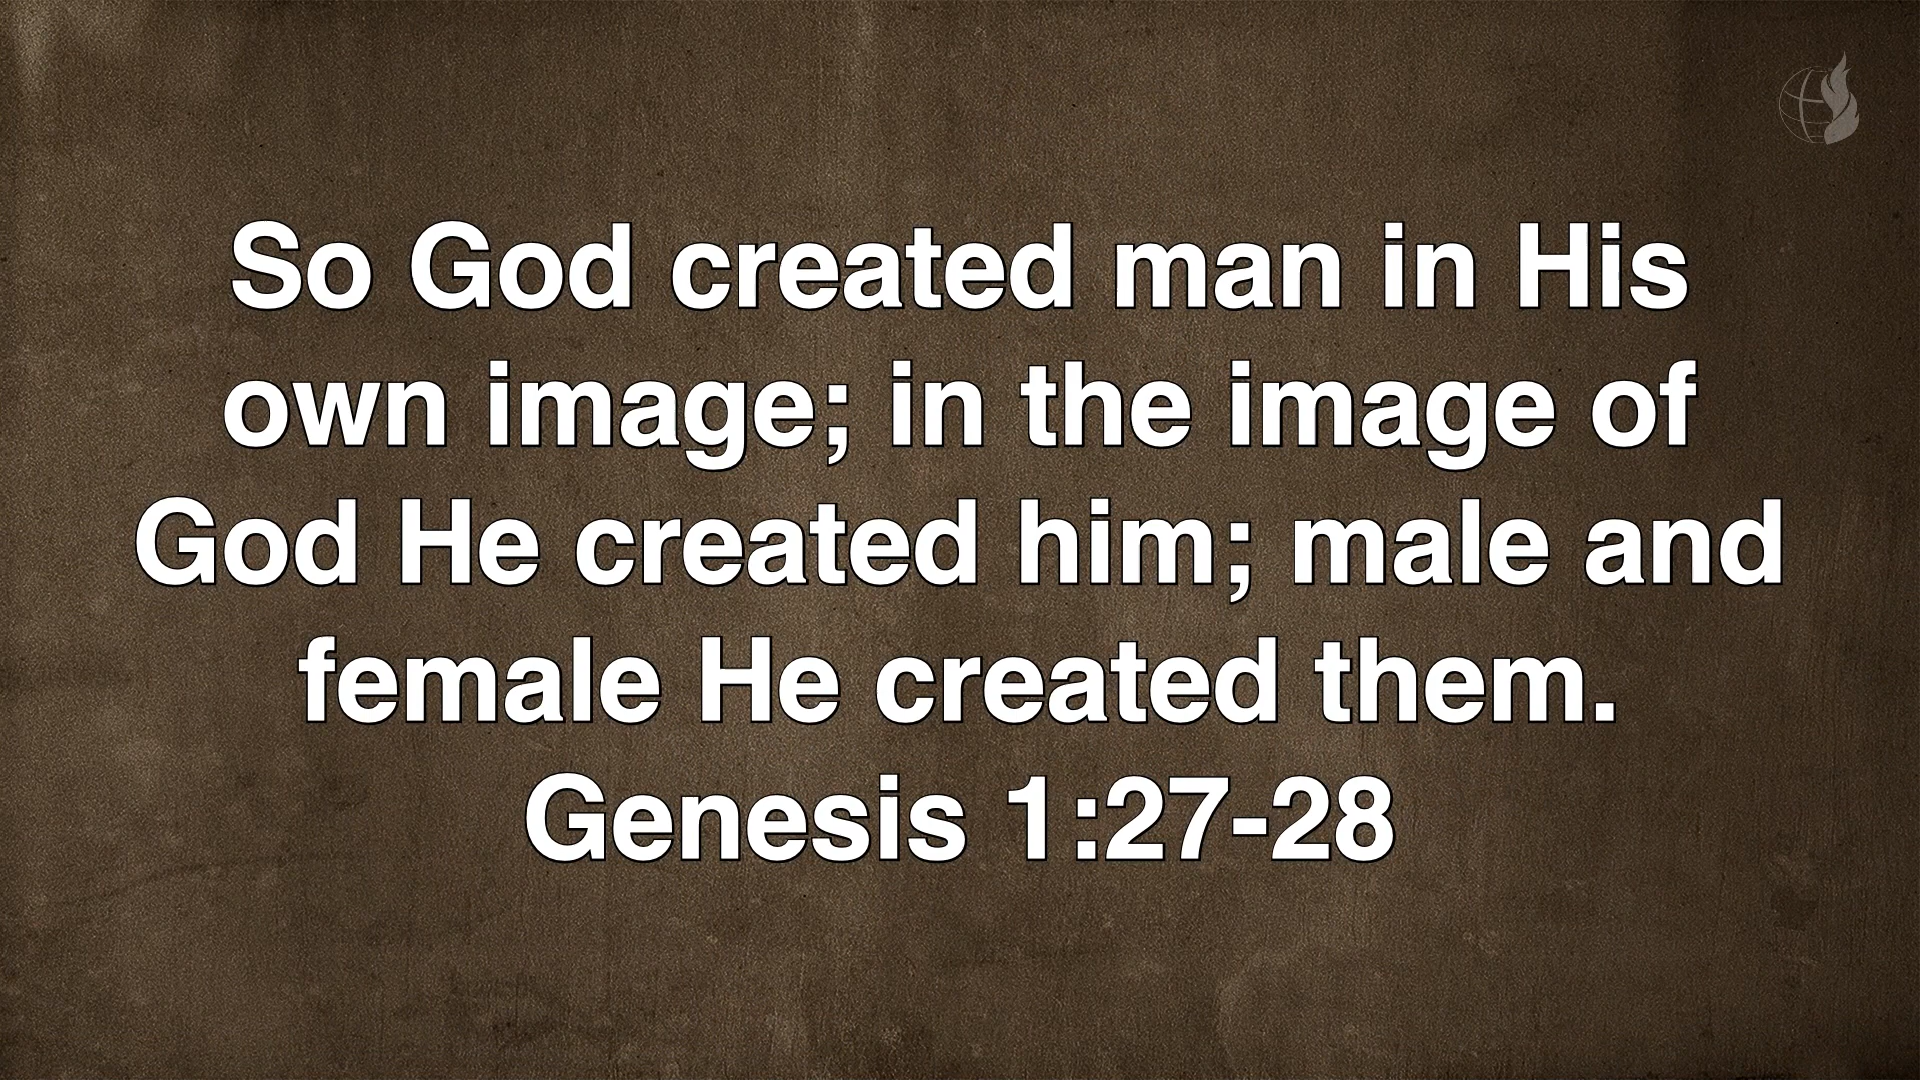 So God created man in His
own image; in the image of
God He created him; male and
female He created them.
Genesis 1:27-28